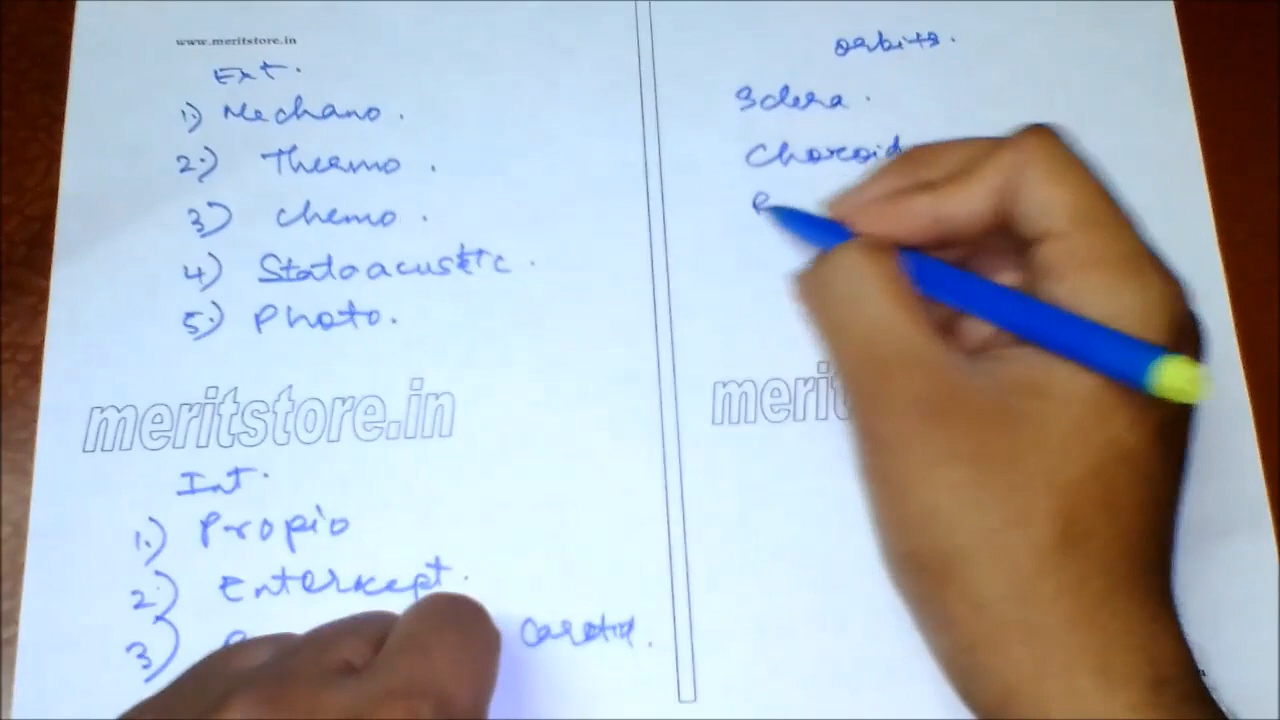 www.meritstore.in
Ext.
1) Mechano.
2) Thermo.
3) chemo.
4) Statoacustic.
5) Photo.
meritstore.in
Int.
1) Propio
2)
3) Carotid.
orbits.
Sclera.
Choroid
R
merit